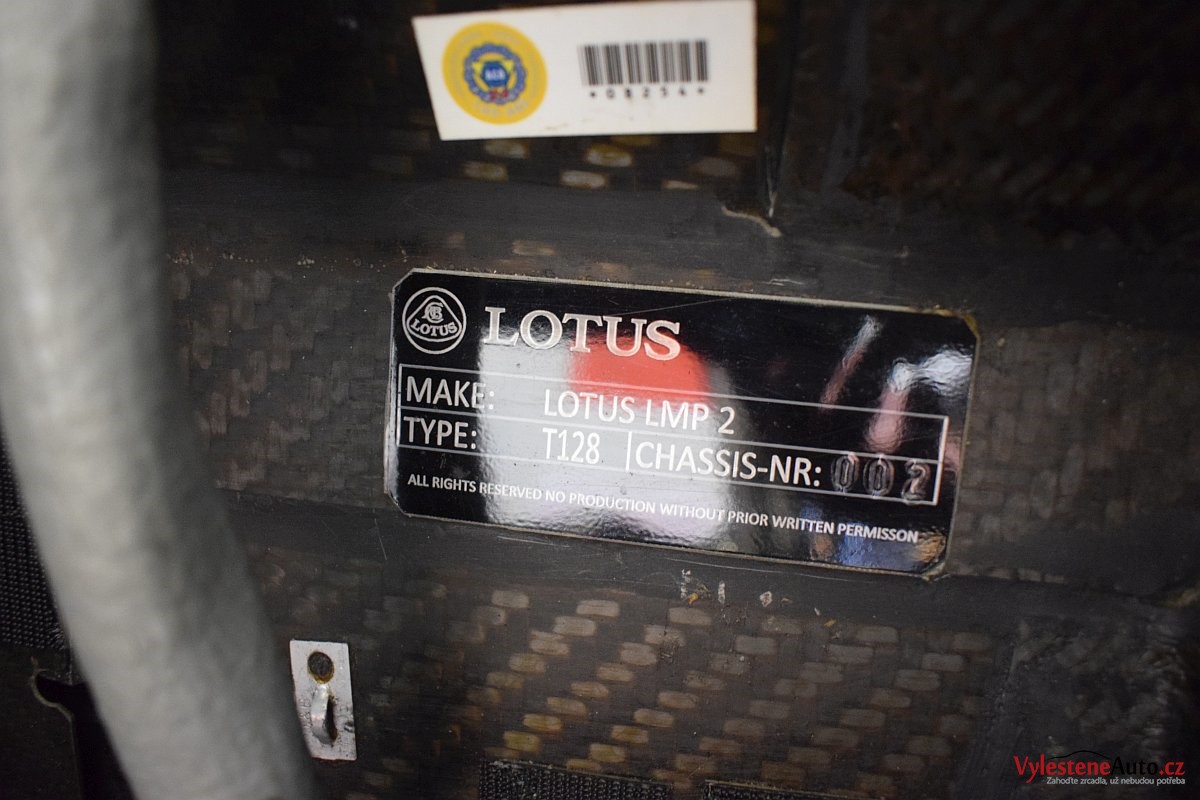 *08254*
LOTUS
LOTUS
MAKE: LOTUS LMP 2
TYPE: T128 CHASSIS-NR: 002
ALL RIGHTS RESERVED NO PRODUCTION WITHOUT PRIOR WRITTEN PERMISSON
VylesteneAuto.cz
Zahoďte zrcadla, už nebudou potřeba